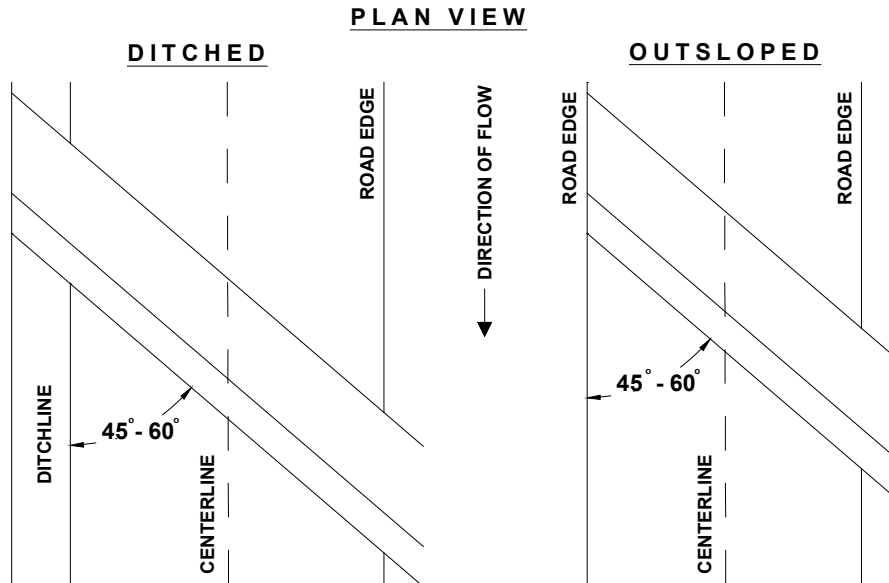 PLAN VIEW
DITCHED
OUTSLOPED
ROAD EDGE
DIRECTION OF FLOW
ROAD EDGE
ROAD EDGE
DITCHLINE
45° - 60°
CENTERLINE
45° - 60°
CENTERLINE